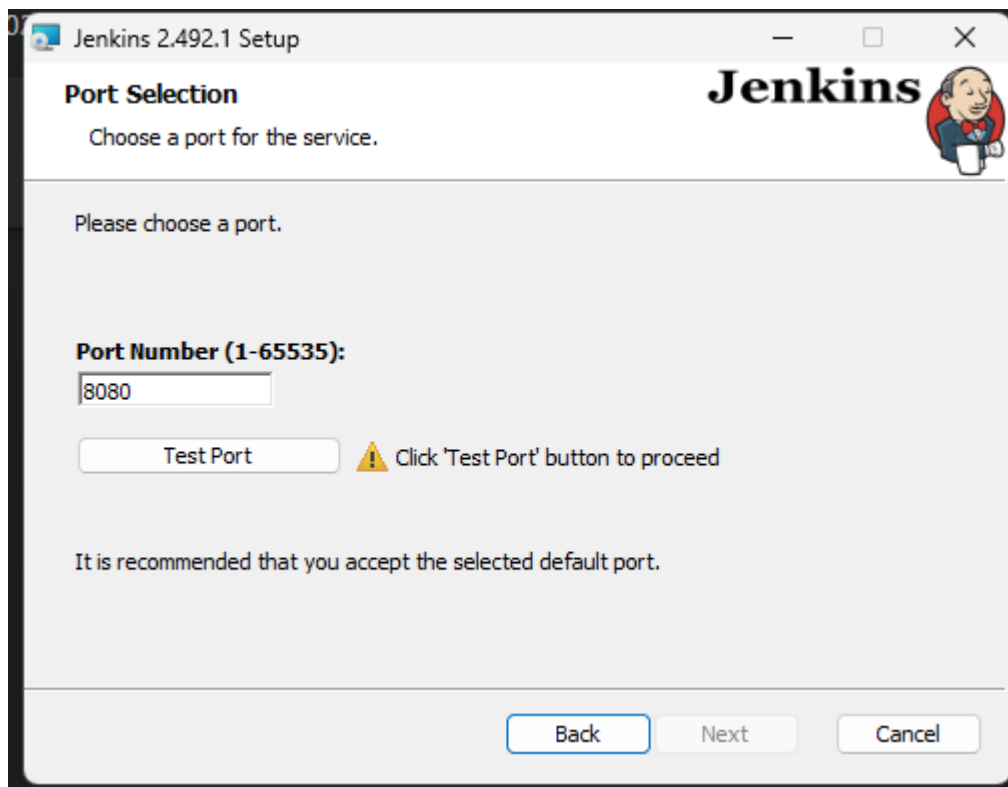 Jenkins 2.492.1 Setup
Port Selection
Jenkins
Choose a port for the service.
Please choose a port.
Port Number (1-65535):
8080
Test Port
Click 'Test Port' button to proceed
It is recommended that you accept the selected default port.
Back
Next
Cancel